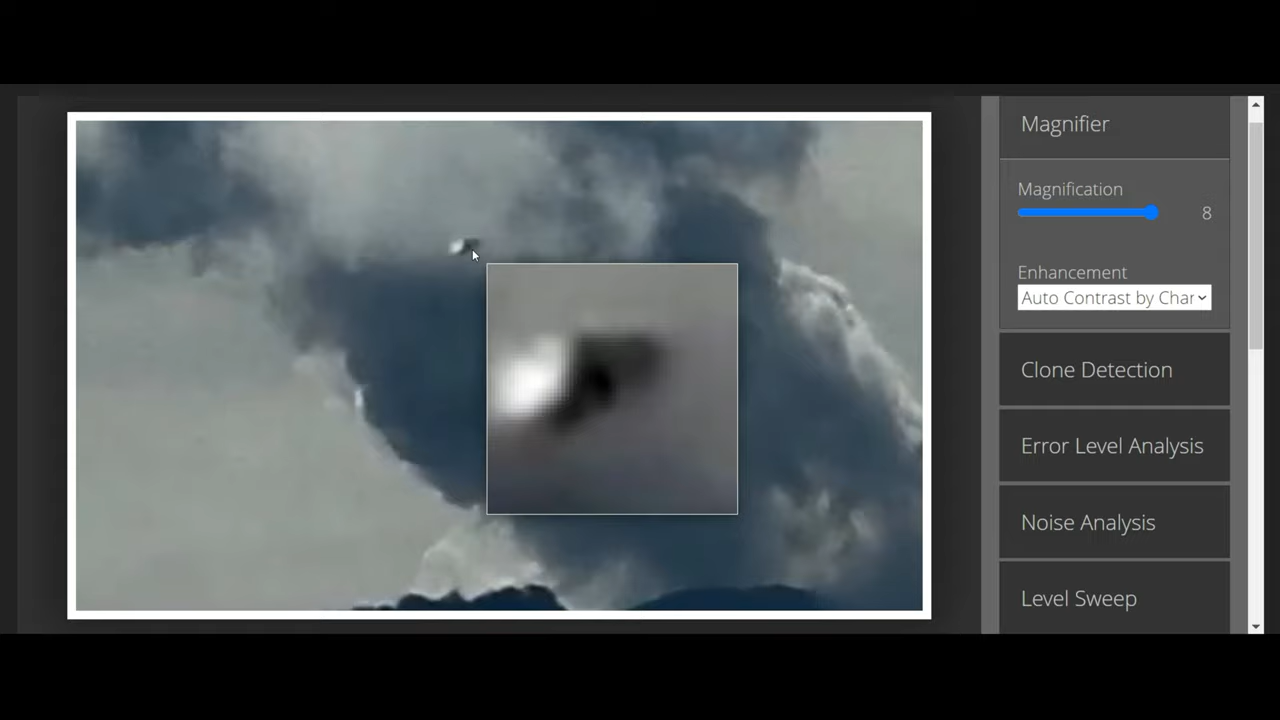 Magnifier
Magnification
8
Enhancement
Auto Contrast by Char
Clone Detection
Error Level Analysis
Noise Analysis
Level Sweep